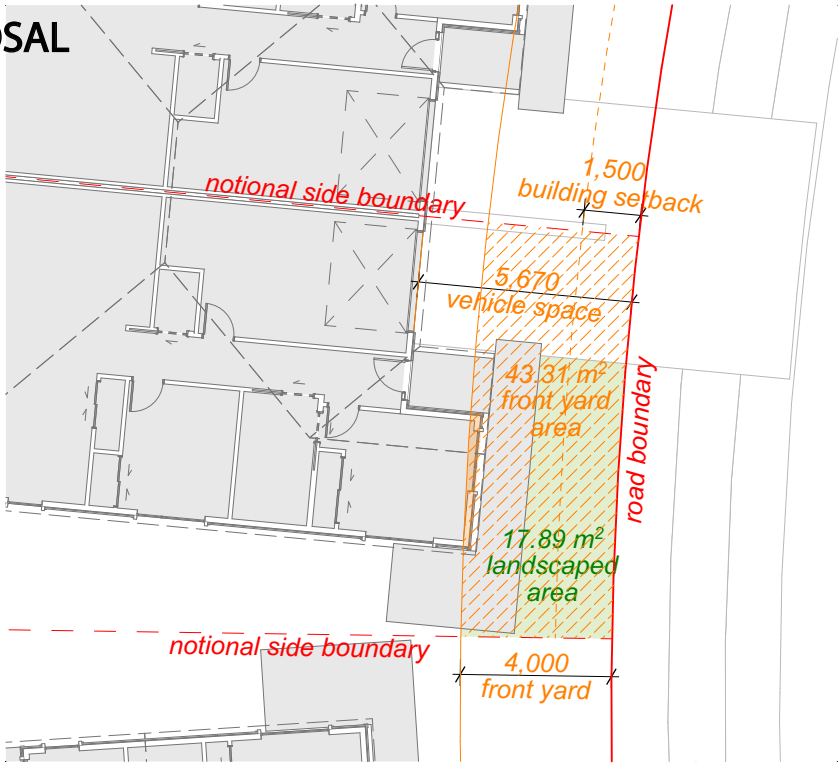 notional side boundary
1,500
building setback
5,670
vehicle space
43.31 m²
front yard
area
road boundary
17.89 m²
landscaped
area
notional side boundary
4,000
front yard